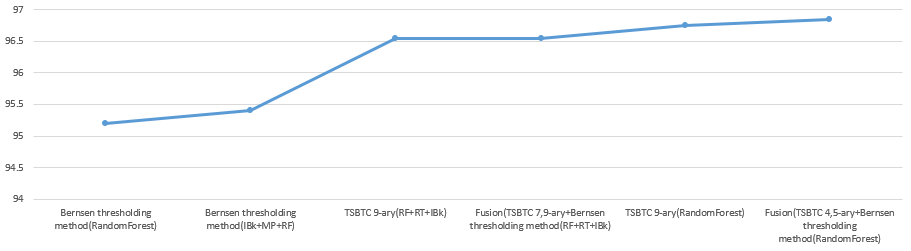 97
96.5
96
95.5
95
94.5
94
Bernsen thresholding
method(RandomForest)
Bernsen thresholding
method(IBk+MP+RF)
TSBTC 9-ary(RF+RT+IBk)
Fusion(TSBTC 7,9-ary+Bernsen
thresholding method(RF+RT+IBk)
TSBTC 9-ary(RandomForest)
Fusion(TSBTC 4,5-ary+Bernsen
thresholding
method(RandomForest)